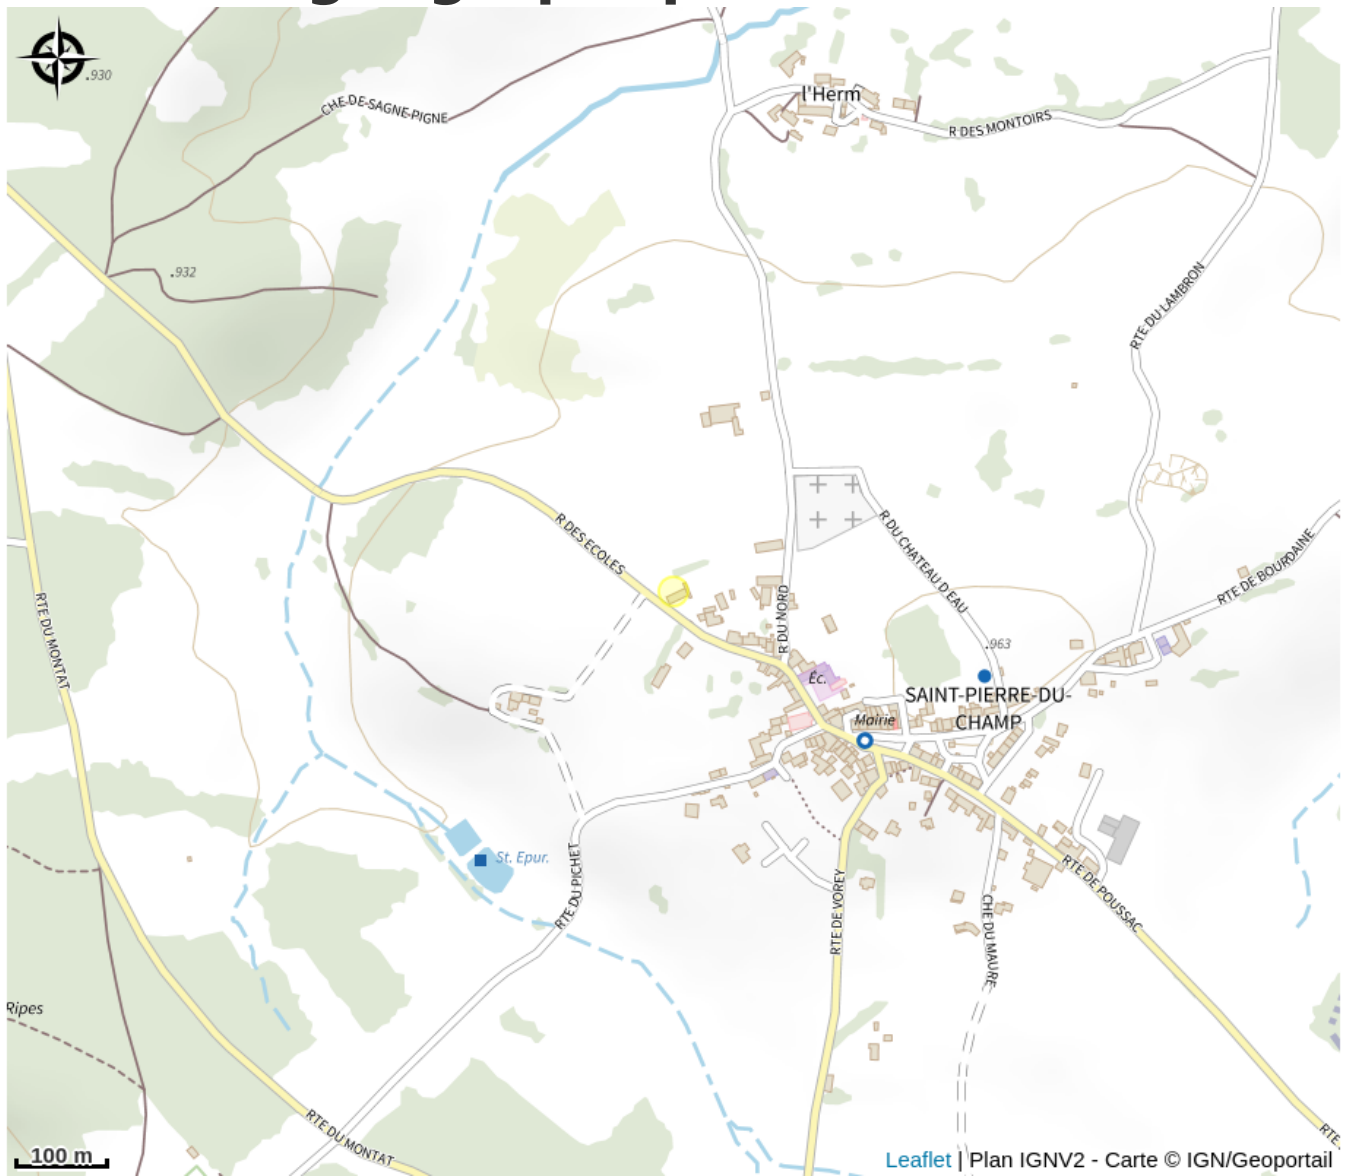 .930
CHE-DE-SAGNE-PIGNE
l'Herm
R DES MONTOIRS
.932
RTE DU LAMBRON
R DES ECOLES
R DU CHATEAU D EAU
RTE DE BOURDAINE
R DU NORD
RTE DU MONTAT
.963
Éc.
SAINT-PIERRE-DU-
CHAMP
Mairie
St. Epur.
RTE DU PICHET
RTE DE VOREY
RTE DE POUSSAC
CHE DU MAURE
Ripes
RTE DU MONTAT
RTE
100 m
Leaflet | Plan IGNV2 - Carte © IGN/Geoportail